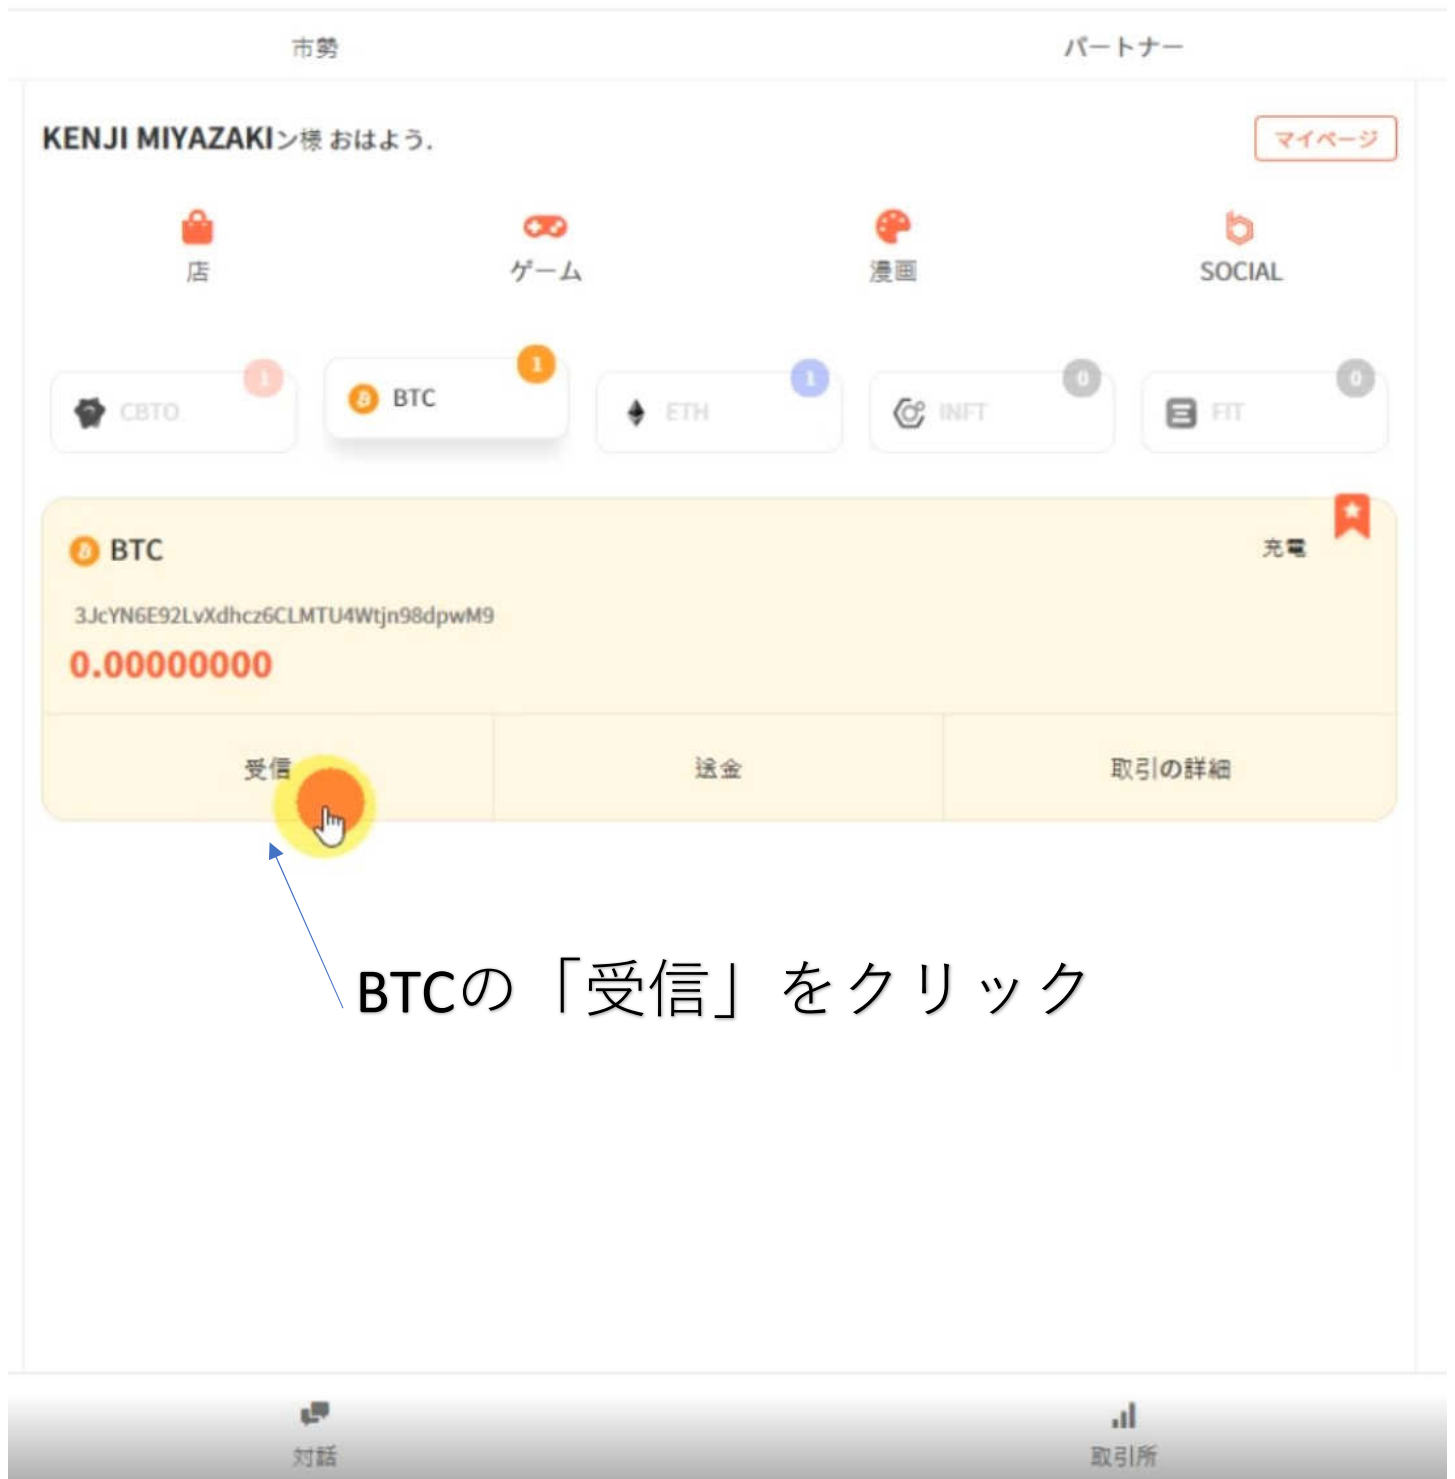 市勢 パートナー
KENJI MIYAZAKIン様 おはよう.
マイページ
店 ゲーム 漫画 SOCIAL
1 1 1 0 0
CBTO BTC ETH INFT FIT
BTC
充電
3JcYN6E92LvXdhcz6CLMTU4Wtjn98dpwM9
0.00000000
受信 送金 取引の詳細
BTCの「受信」をクリック
対話 取引所